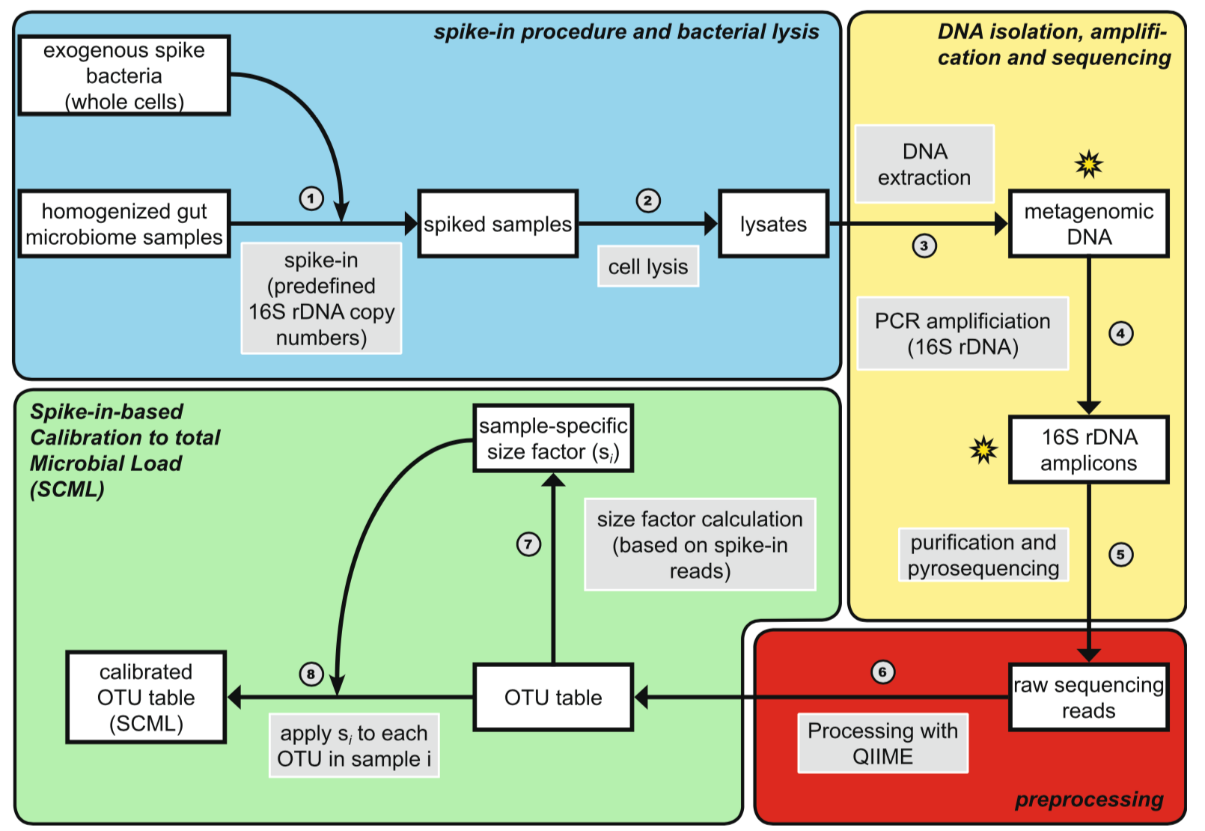 spike-in procedure and bacterial lysis
exogenous spike
bacteria
(whole cells)
homogenized gut
microbiome samples
1
spike-in
(predefined
16S rDNA copy
numbers)
spiked samples
2
cell lysis
lysates
DNA isolation, amplifi-
cation and sequencing
DNA
extraction
3
metagenomic
DNA
PCR amplificiation
(16S rDNA)
4
16S rDNA
amplicons
purification and
pyrosequencing
5
raw sequencing
reads
6
Processing with
QIIME
preprocessing
Spike-in-based
Calibration to total
Microbial Load
(SCML)
sample-specific
size factor (si)
7
size factor calculation
(based on spike-in
reads)
OTU table
8
apply si to each
OTU in sample i
calibrated
OTU table
(SCML)